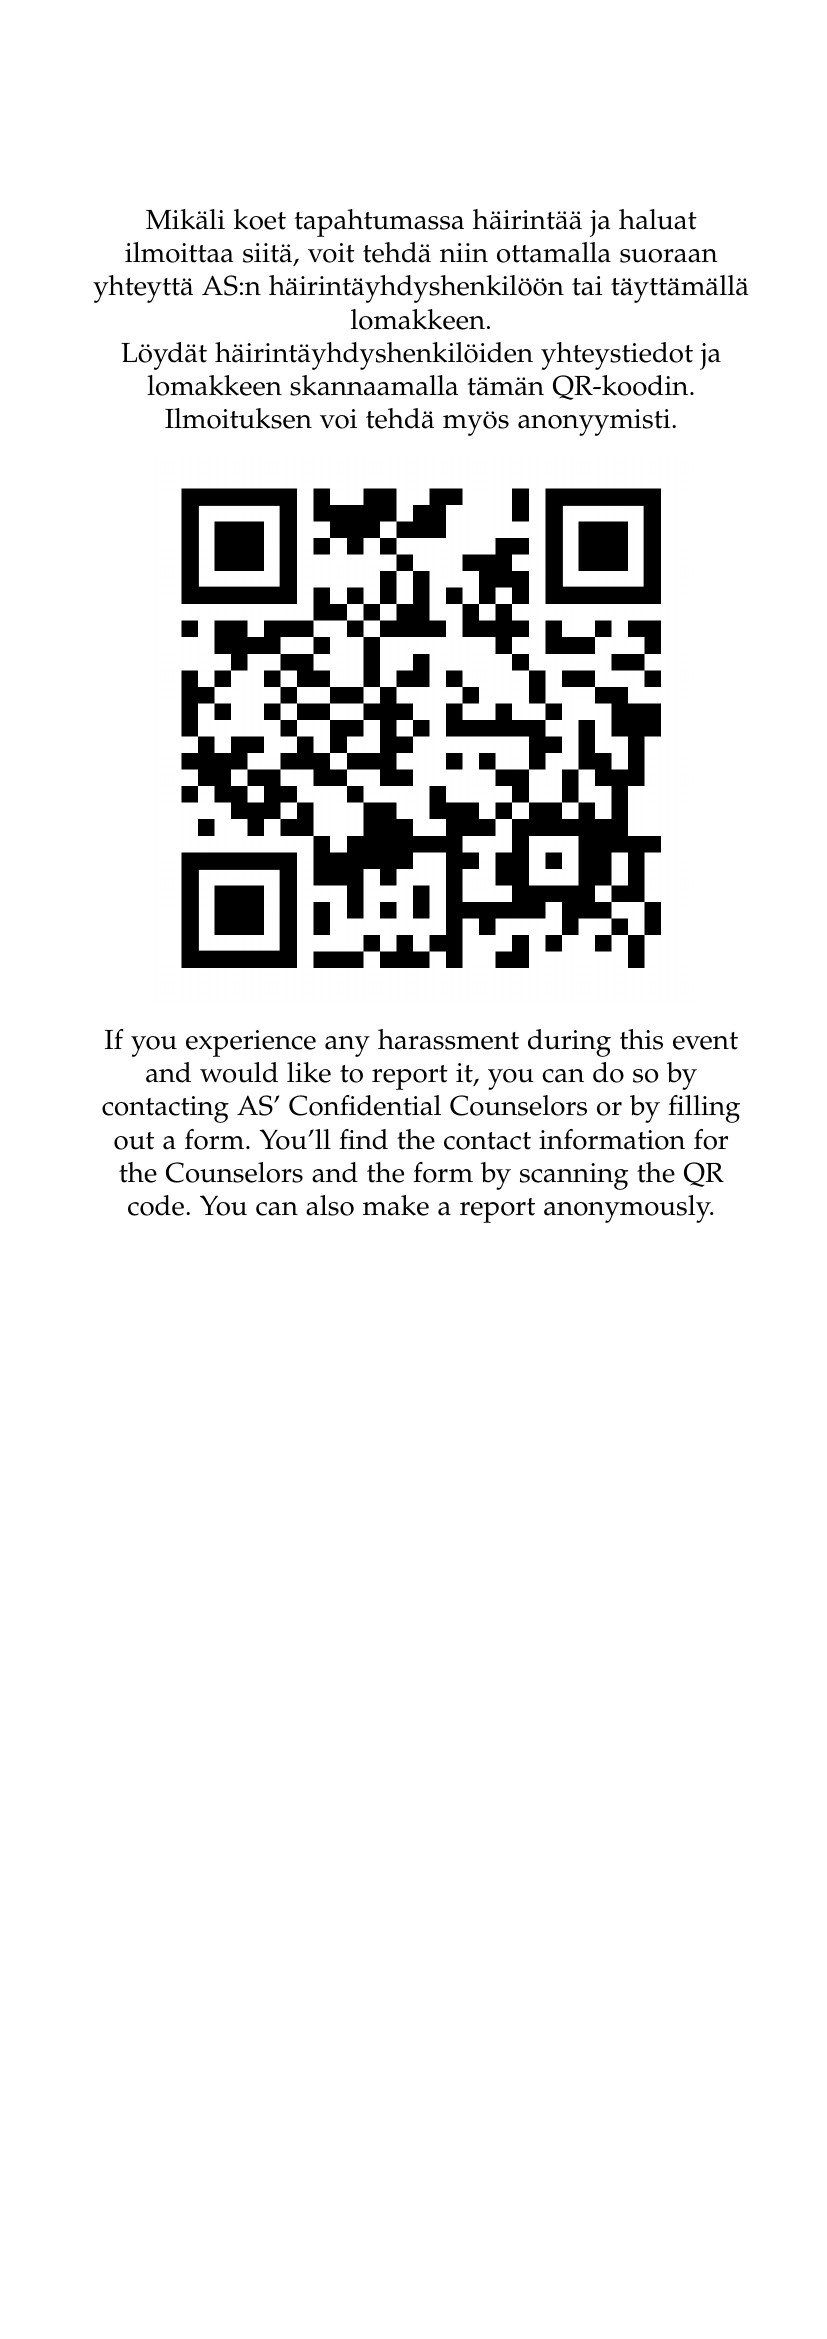 Mikäli koet tapahtumassa häirintää ja haluat
ilmoittaa siitä, voit tehdä niin ottamalla suoraan
yhteyttä AS:n häirintäyhdyshenkilöön tai täyttämällä
lomakkeen.
Löydät häirintäyhdyshenkilöiden yhteystiedot ja
lomakkeen skannaamalla tämän QR-koodin.
Ilmoituksen voi tehdä myös anonyymisti.
If you experience any harassment during this event
and would like to report it, you can do so by
contacting AS’ Confidential Counselors or by filling
out a form. You’ll find the contact information for
the Counselors and the form by scanning the QR
code. You can also make a report anonymously.